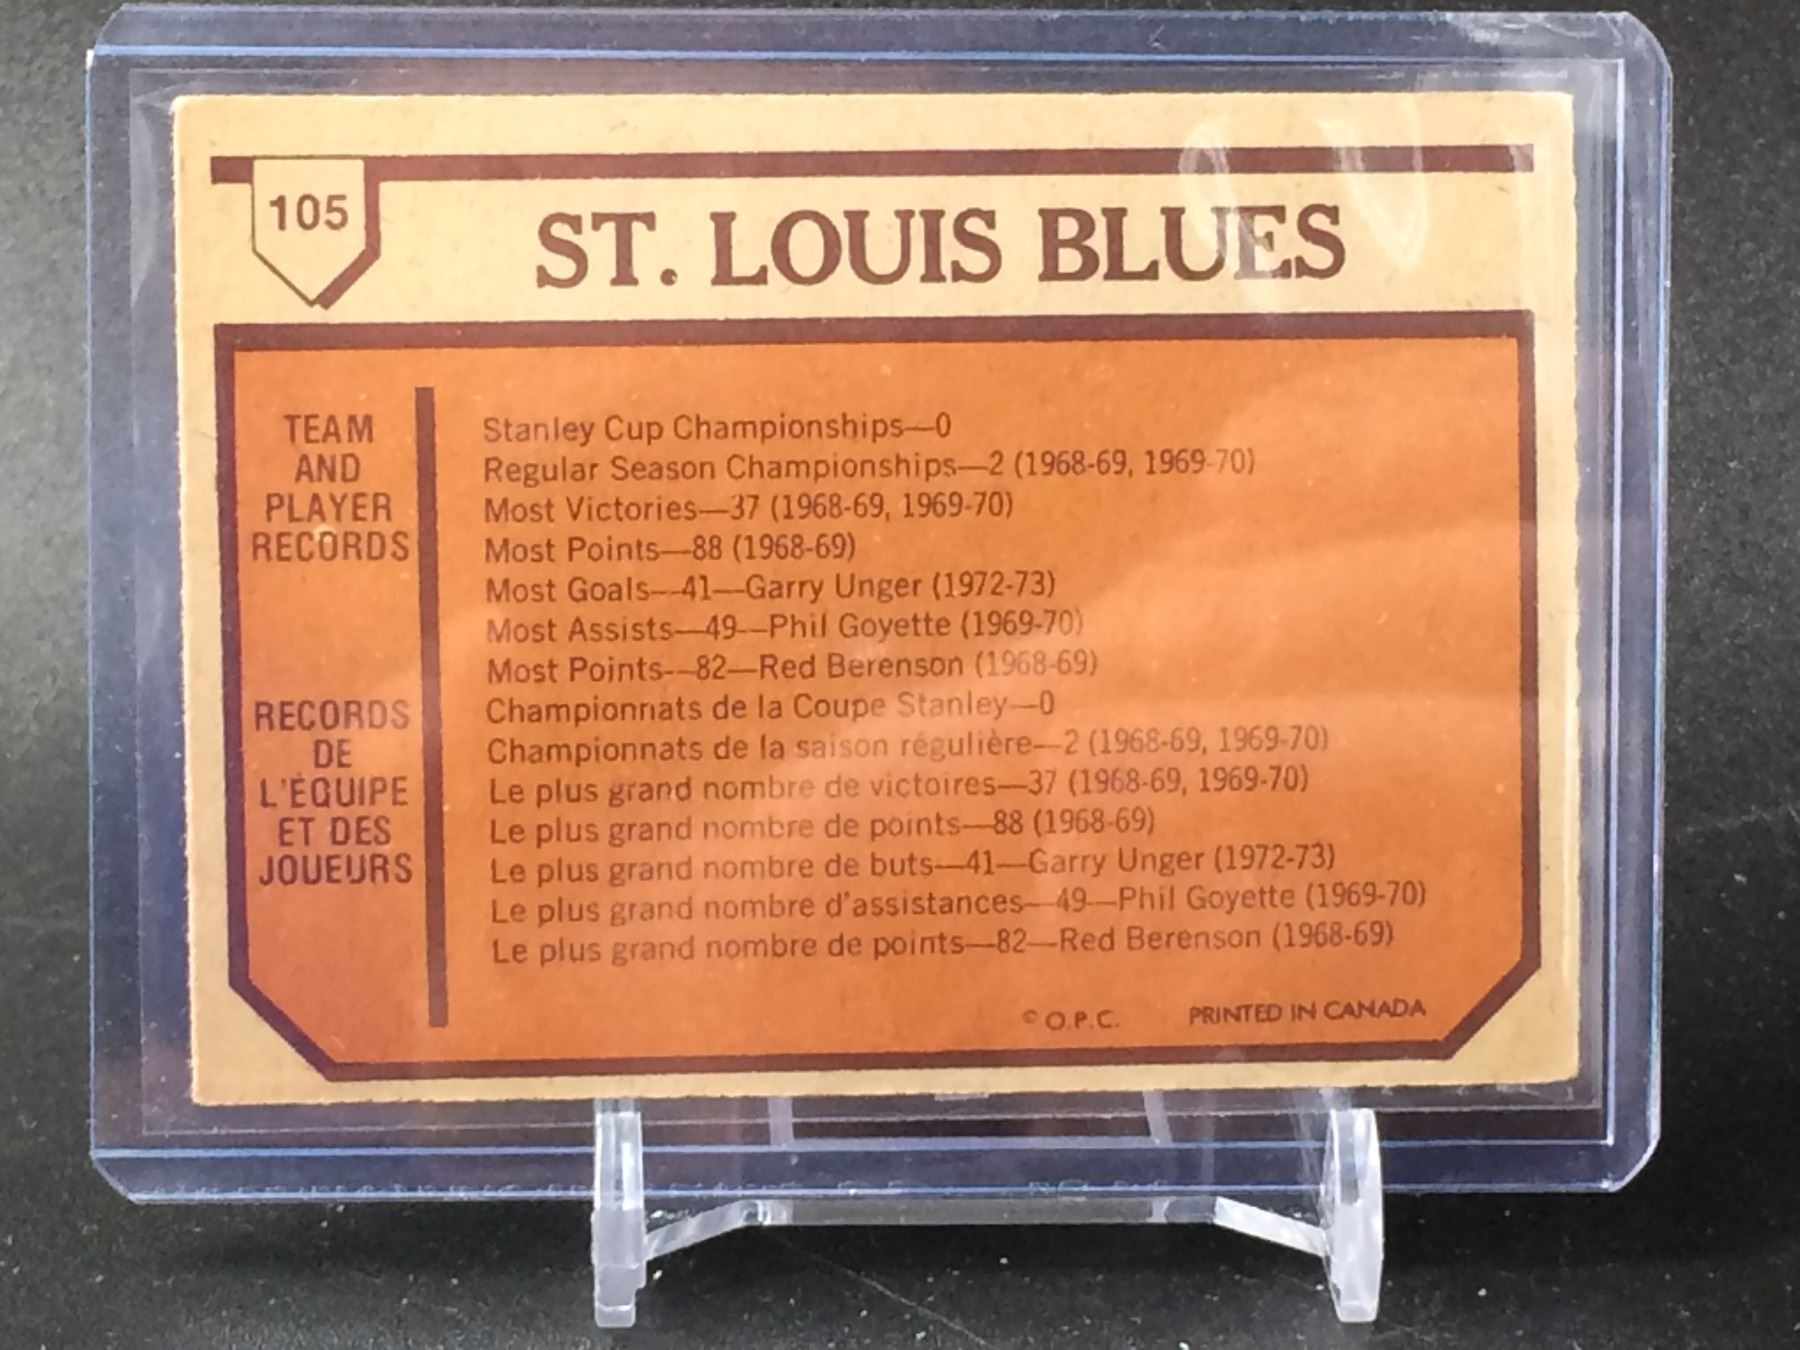 105
ST. LOUIS BLUES
TEAM
AND
PLAYER
RECORDS
Stanley Cup Championships—0
Regular Season Championships—2 (1968-69, 1969-70)
Most Victories—37 (1968-69, 1969-70)
Most Points—88 (1968-69)
Most Goals—41—Garry Unger (1972-73)
Most Assists—49—Phil Goyette (1969-70)
Most Points—82—Red Berenson (1968-69)
RECORDS
DE
L'ÉQUIPE
ET DES
JOUEURS
Championnats de la Coupe Stanley—0
Championnats de la saison régulière—2 (1968-69, 1969-70)
Le plus grand nombre de victoires—37 (1968-69, 1969-70)
Le plus grand nombre de points—88 (1968-69)
Le plus grand nombre de buts—41—Garry Unger (1972-73)
Le plus grand nombre d'assistances—49—Phil Goyette (1969-70)
Le plus grand nombre de points—82—Red Berenson (1968-69)
© O.P.C. PRINTED IN CANADA